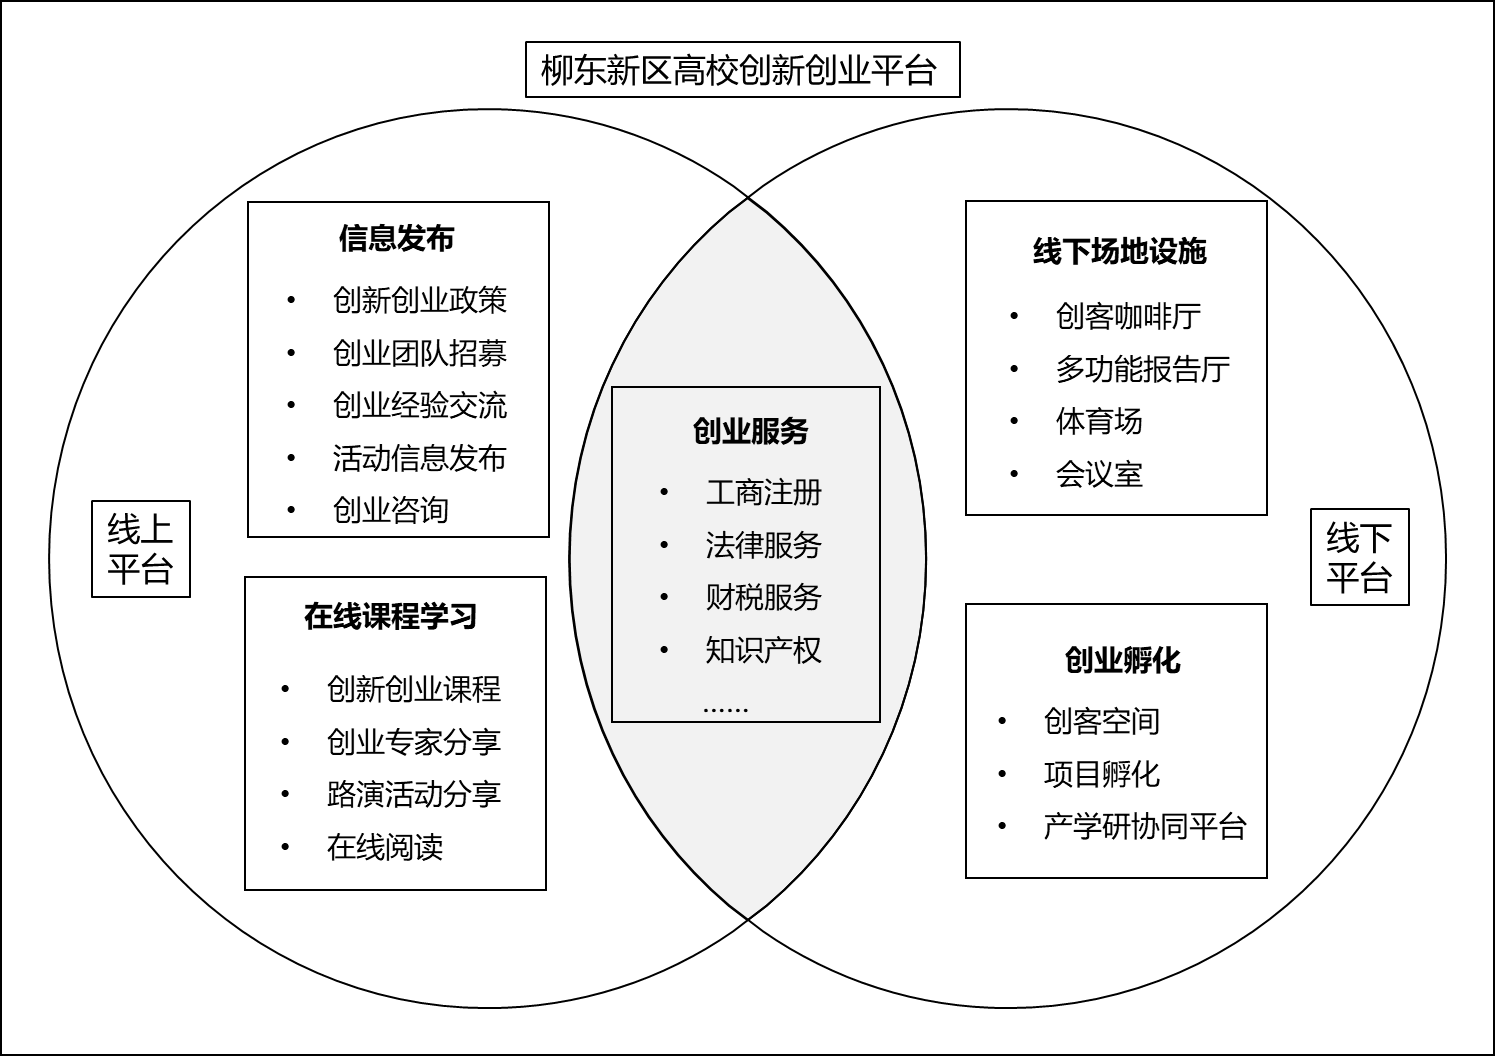 柳东新区高校创新创业平台
线上
平台
信息发布
• 创新创业政策
• 创业团队招募
• 创业经验交流
• 活动信息发布
• 创业咨询
在线课程学习
• 创新创业课程
• 创业专家分享
• 路演活动分享
• 在线阅读
创业服务
• 工商注册
• 法律服务
• 财税服务
• 知识产权
……
线下场地设施
• 创客咖啡厅
• 多功能报告厅
• 体育场
• 会议室
创业孵化
• 创客空间
• 项目孵化
• 产学研协同平台
线下
平台